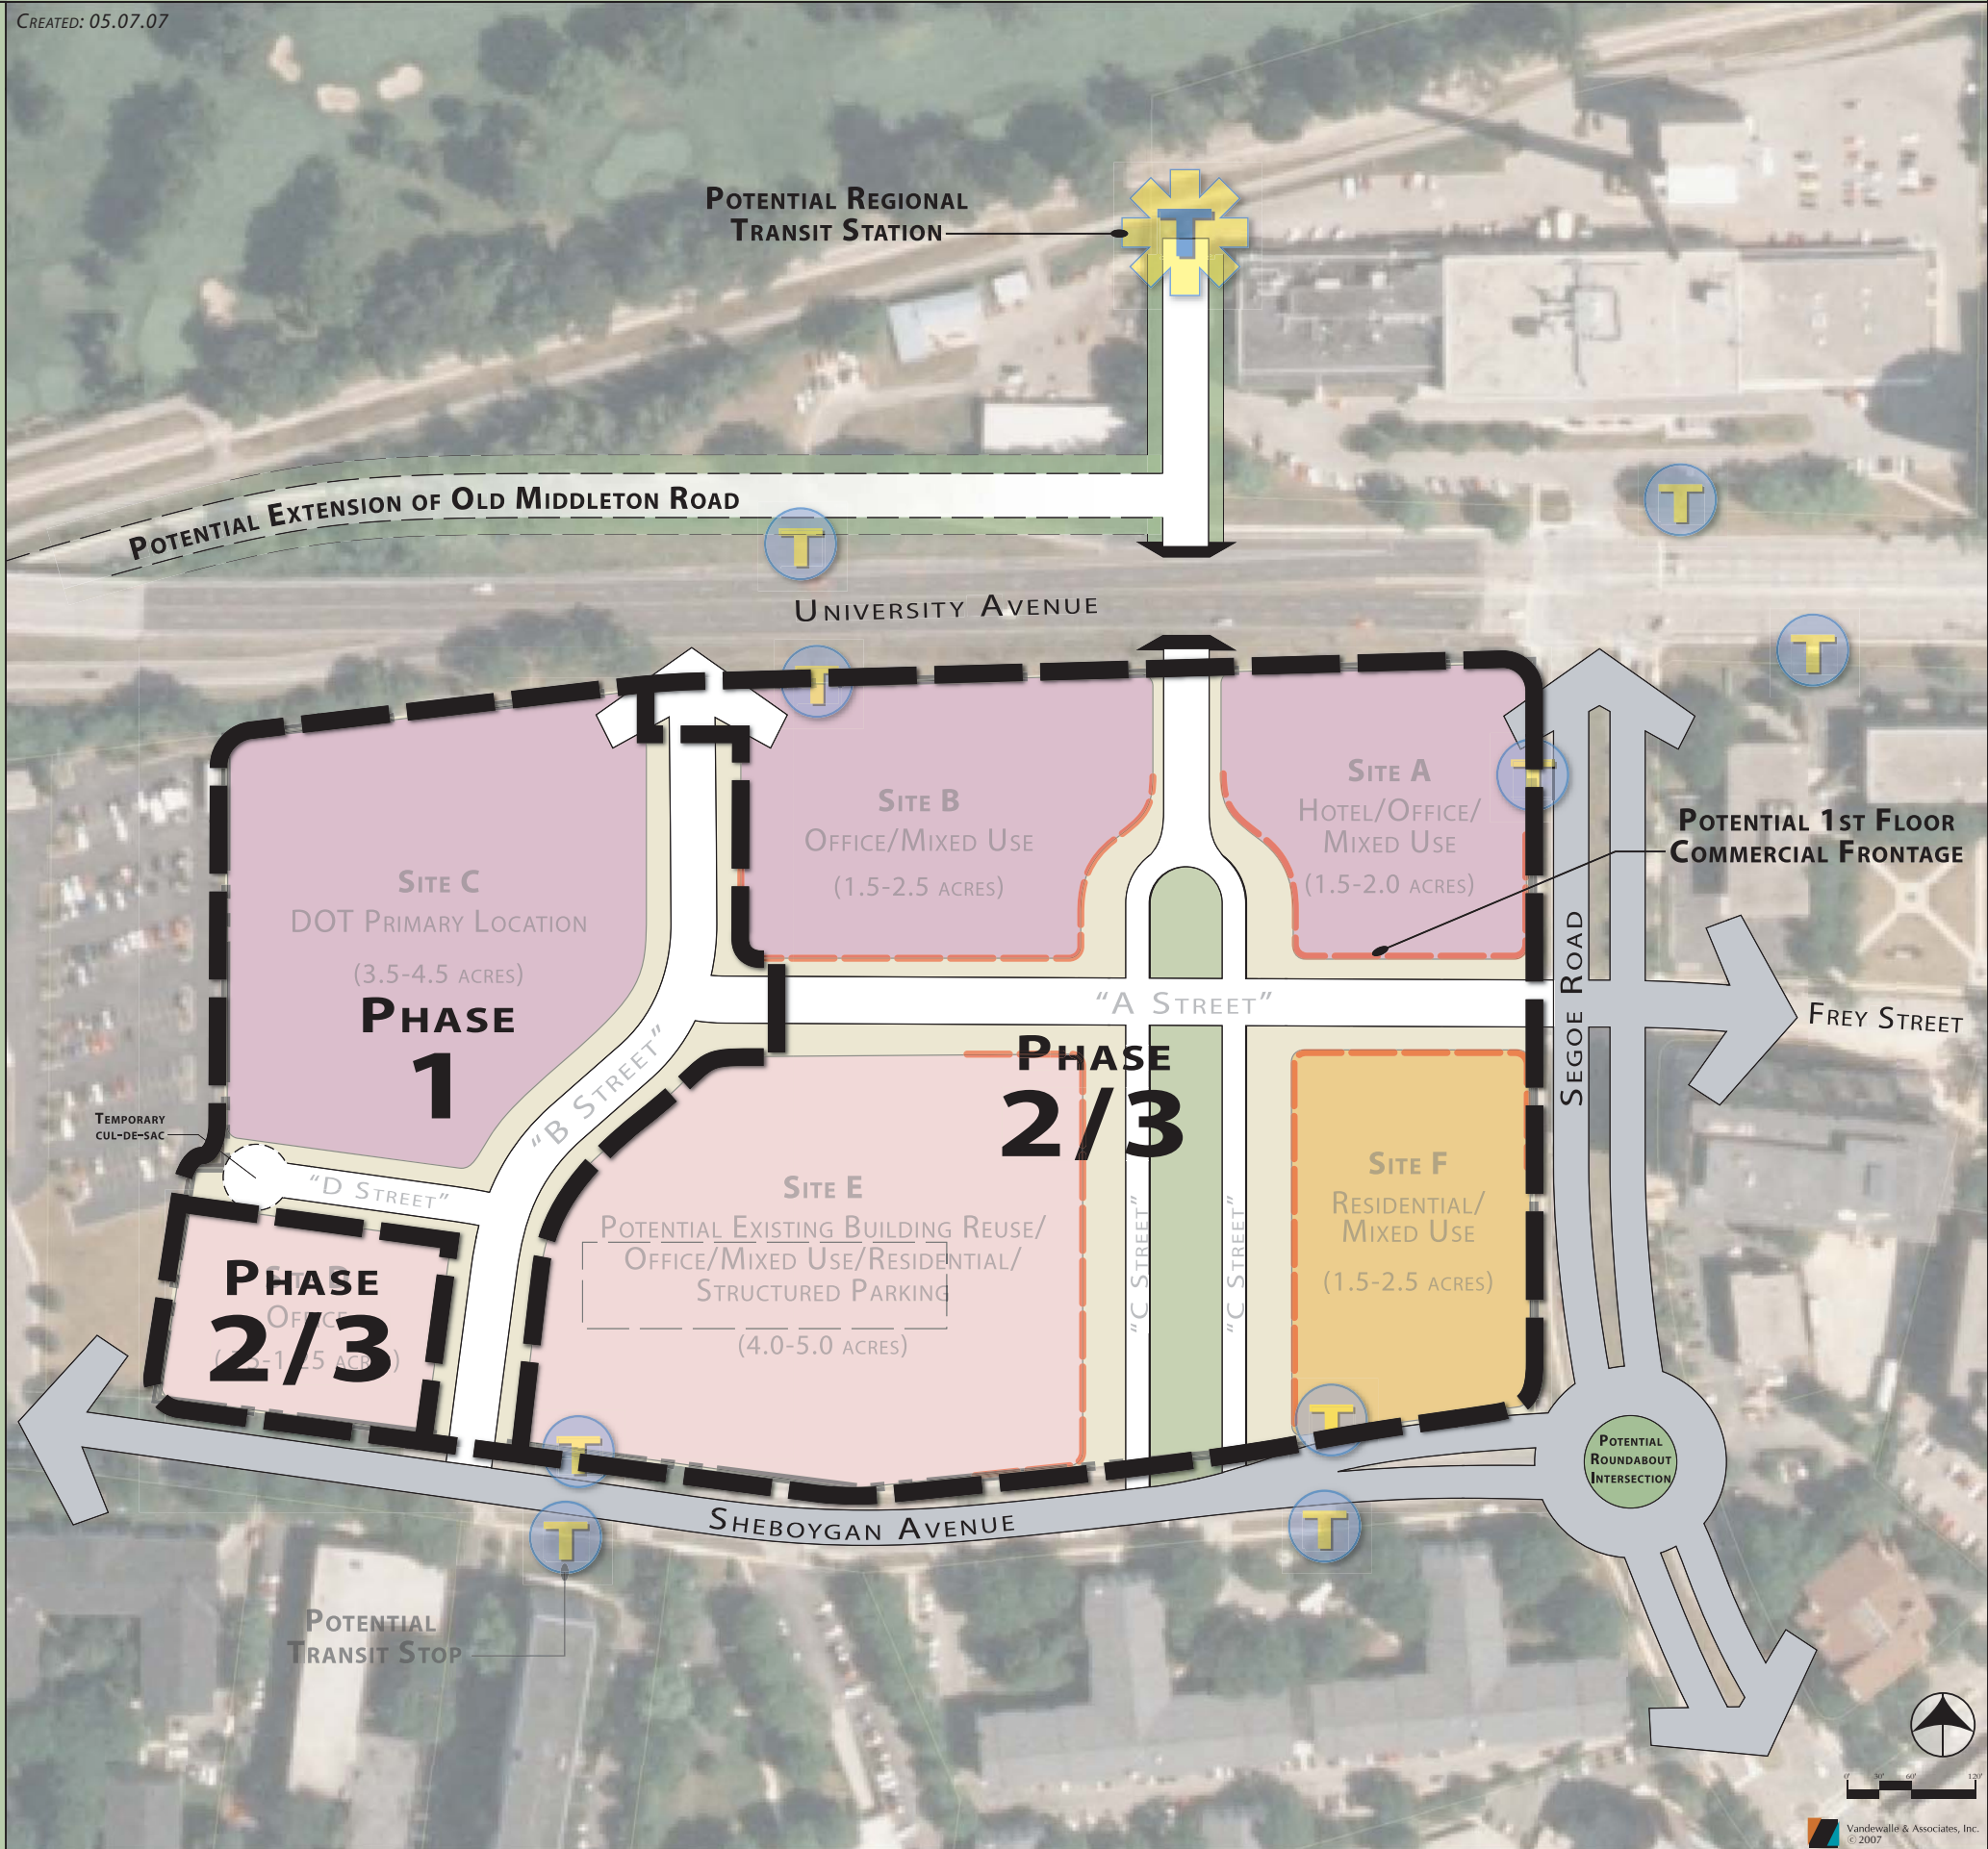 Created: 05.07.07
Potential Regional
Transit Station
Potential Extension of Old Middleton Road
T
T
T
University Avenue
T
T
T
Site A
Hotel/Office/
Mixed Use
(1.5-2.0 acres)
Site B
Office/Mixed Use
(1.5-2.5 acres)
Potential 1st Floor
Commercial Frontage
Site C
DOT Primary Location
(3.5-4.5 acres)
Phase
1
"A Street"
Segoe Road
Frey Street
Phase
2/3
"B Street"
Temporary
cul-de-sac
"D Street"
Site E
Potential Existing Building Reuse/
Office/Mixed Use/Residential/
Structured Parking
(4.0-5.0 acres)
"C Street"
"C Street"
Site F
Residential/
Mixed Use
(1.5-2.5 acres)
Phase
Office
2/3
T
T
Potential
Roundabout
Intersection
Sheboygan Avenue
T
T
Potential
Transit Stop
0' 30' 60' 120'
Vandewalle & Associates, Inc.
© 2007